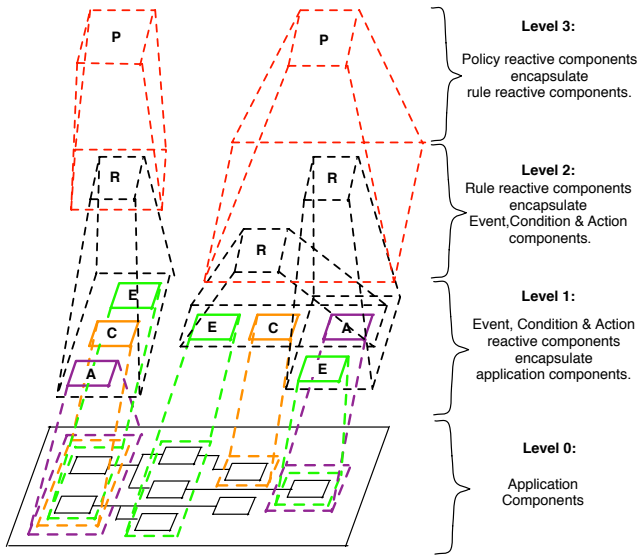 P
P
Level 3:
Policy reactive components
encapsulate
rule reactive components.
R
R
Level 2:
Rule reactive components
encapsulate
Event,Condition & Action
components.
R
E
C
A
E
C
A
E
Level 1:
Event, Condition & Action
reactive components
encapsulate
application components.
Level 0:
Application
Components